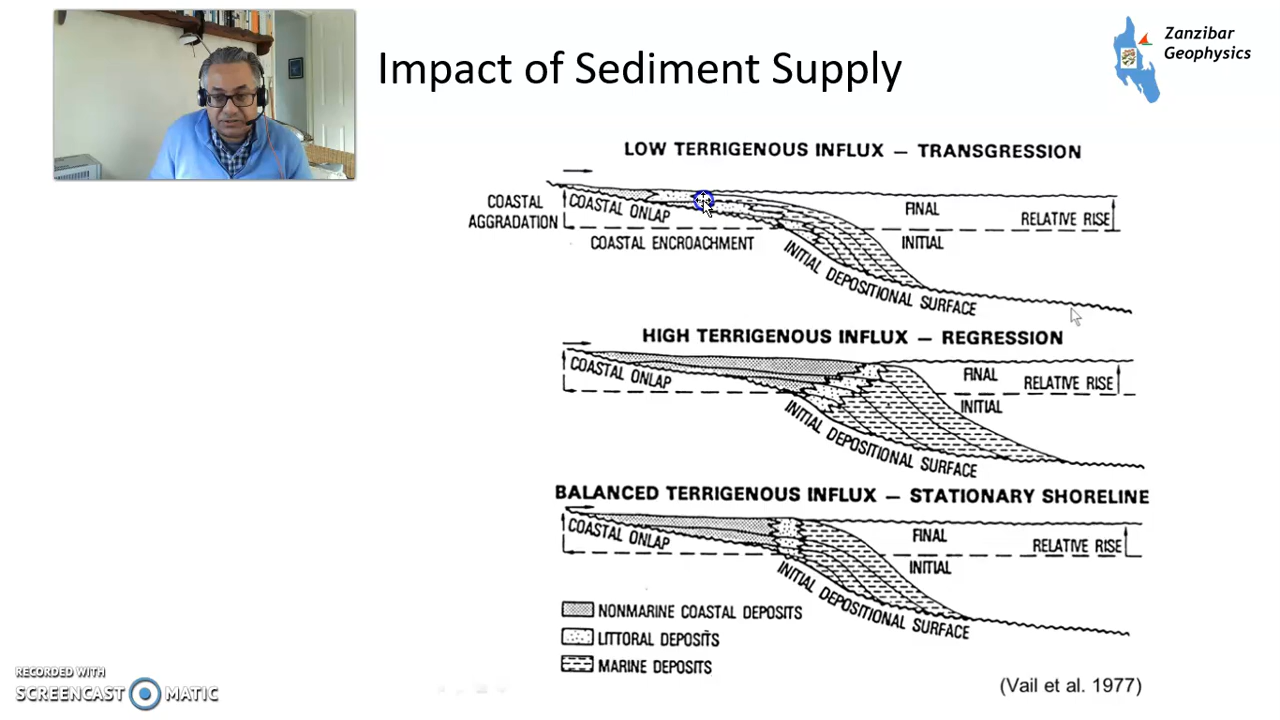 Impact of Sediment Supply
Zanzibar
Geophysics
LOW TERRIGENOUS INFLUX — TRANSGRESSION
COASTAL
AGGRADATION
COASTAL ONLAP
COASTAL ENCROACHMENT
INITIAL DEPOSITIONAL SURFACE
FINAL
INITIAL
RELATIVE RISE
HIGH TERRIGENOUS INFLUX — REGRESSION
COASTAL ONLAP
INITIAL DEPOSITIONAL SURFACE
FINAL
INITIAL
RELATIVE RISE
BALANCED TERRIGENOUS INFLUX — STATIONARY SHORELINE
COASTAL ONLAP
INITIAL DEPOSITIONAL SURFACE
FINAL
INITIAL
RELATIVE RISE
NONMARINE COASTAL DEPOSITS
LITTORAL DEPOSITS
MARINE DEPOSITS
(Vail et al. 1977)
RECORDED WITH
SCREENCAST MATIC